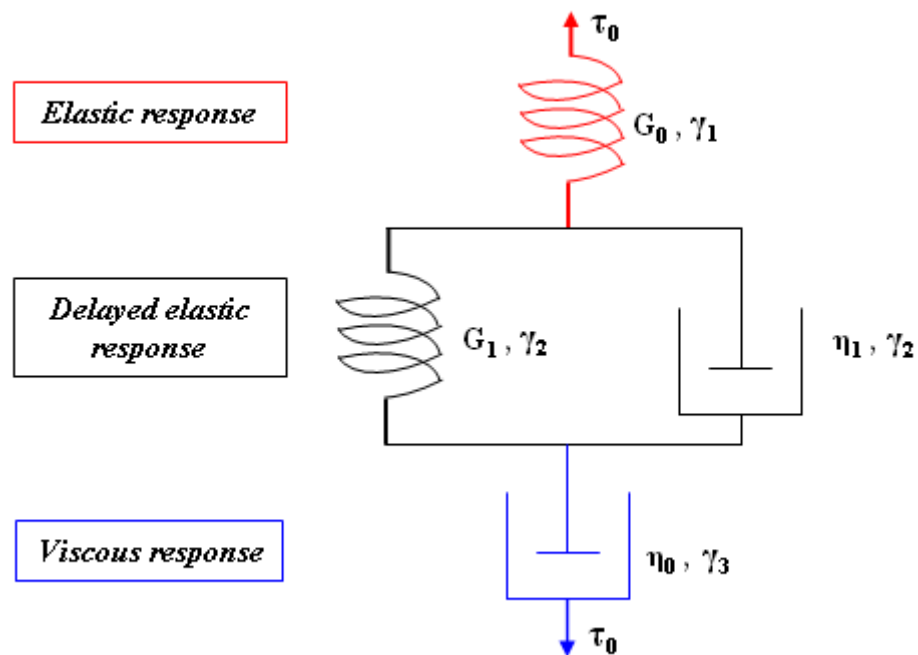 τ₀
Elastic response
G₀ , γ₁
Delayed elastic
response
G₁ , γ₂
η₁ , γ₂
Viscous response
η₀ , γ₃
τ₀